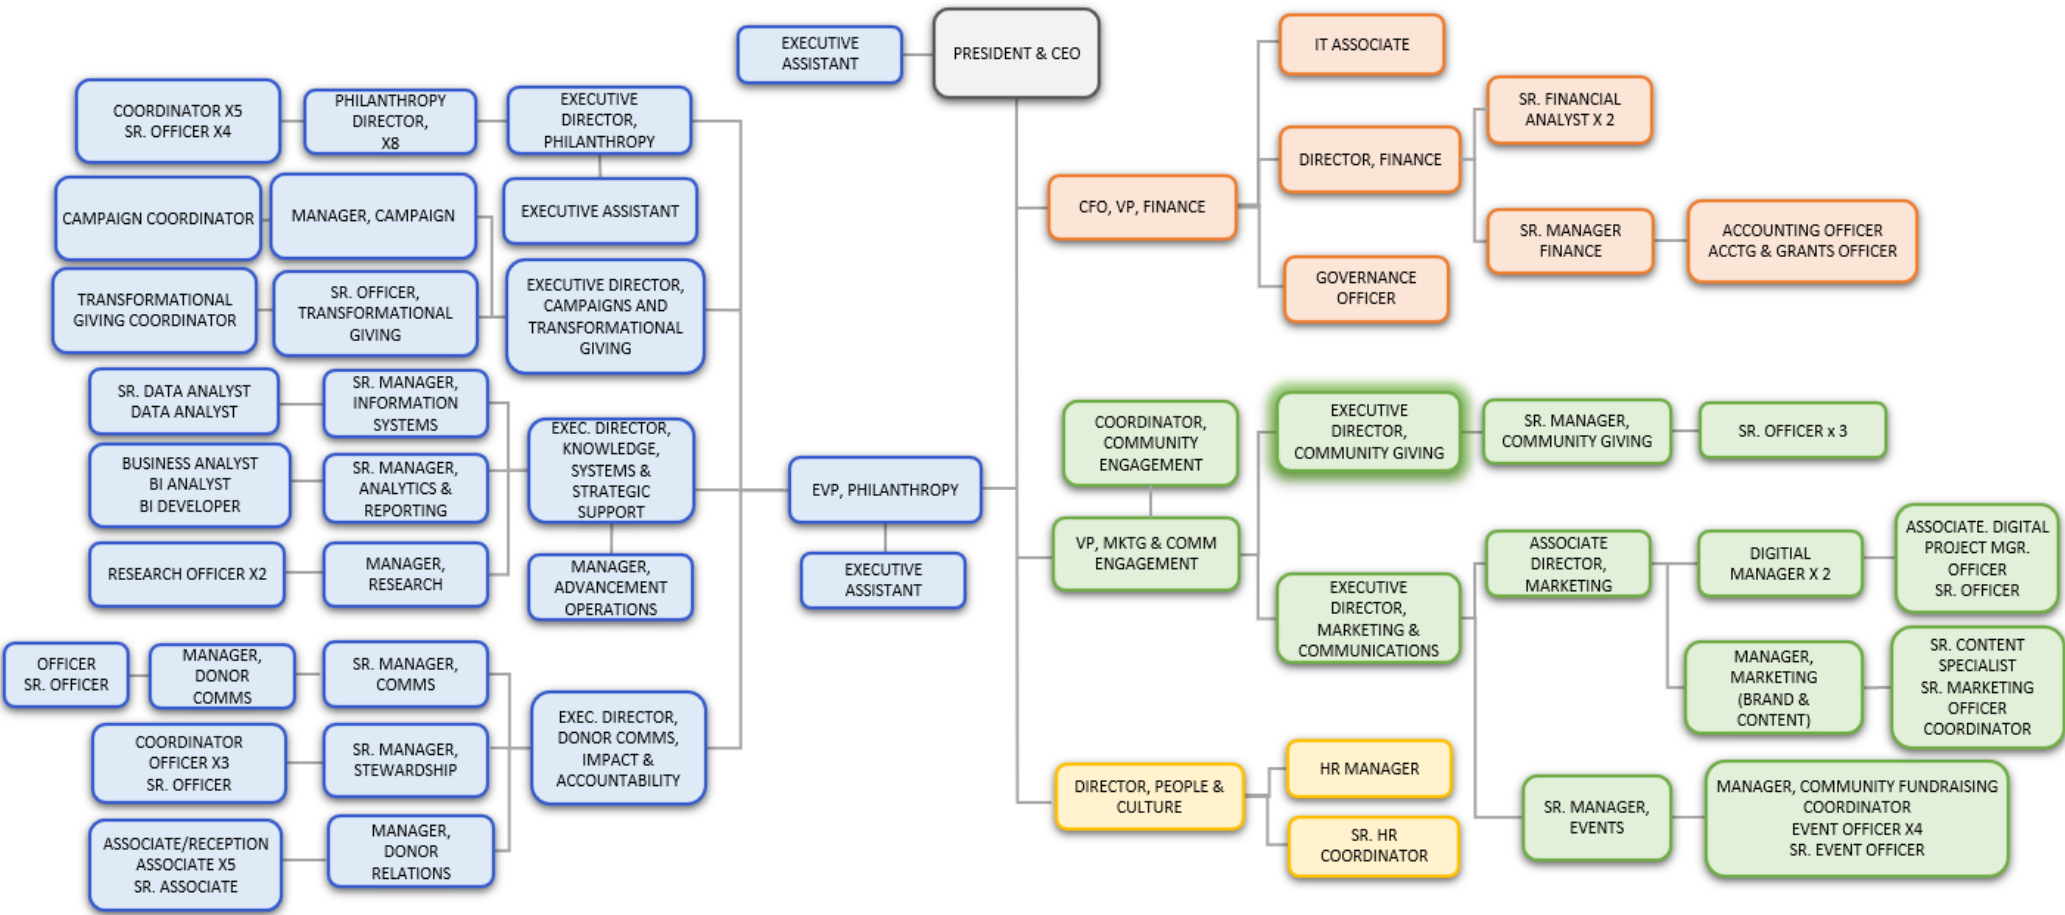 EXECUTIVE
ASSISTANT
PRESIDENT & CEO
COORDINATOR X5
SR. OFFICER X4
PHILANTHROPY
DIRECTOR,
X8
EXECUTIVE
DIRECTOR,
PHILANTHROPY
EXECUTIVE ASSISTANT
CAMPAIGN COORDINATOR
MANAGER, CAMPAIGN
TRANSFORMATIONAL
GIVING COORDINATOR
SR. OFFICER,
TRANSFORMATIONAL
GIVING
EXECUTIVE DIRECTOR,
CAMPAIGNS AND
TRANSFORMATIONAL
GIVING
SR. DATA ANALYST
DATA ANALYST
SR. MANAGER,
INFORMATION
SYSTEMS
BUSINESS ANALYST
BI ANALYST
BI DEVELOPER
SR. MANAGER,
ANALYTICS &
REPORTING
EXEC. DIRECTOR,
KNOWLEDGE,
SYSTEMS &
STRATEGIC
SUPPORT
RESEARCH OFFICER X2
MANAGER,
RESEARCH
MANAGER,
ADVANCEMENT
OPERATIONS
EVP, PHILANTHROPY
EXECUTIVE
ASSISTANT
OFFICER
SR. OFFICER
MANAGER,
DONOR
COMMS
SR. MANAGER,
COMMS
COORDINATOR
OFFICER X3
SR. OFFICER
SR. MANAGER,
STEWARDSHIP
EXEC. DIRECTOR,
DONOR COMMS,
IMPACT &
ACCOUNTABILITY
ASSOCIATE/RECEPTION
ASSOCIATE X5
SR. ASSOCIATE
MANAGER,
DONOR
RELATIONS
CFO, VP, FINANCE
IT ASSOCIATE
DIRECTOR, FINANCE
GOVERNANCE
OFFICER
SR. FINANCIAL
ANALYST X 2
SR. MANAGER
FINANCE
ACCOUNTING OFFICER
ACCTG & GRANTS OFFICER
COORDINATOR,
COMMUNITY
ENGAGEMENT
VP, MKTG & COMM
ENGAGEMENT
EXECUTIVE
DIRECTOR,
COMMUNITY GIVING
SR. MANAGER,
COMMUNITY GIVING
SR. OFFICER x 3
EXECUTIVE
DIRECTOR,
MARKETING &
COMMUNICATIONS
ASSOCIATE
DIRECTOR,
MARKETING
DIGITIAL
MANAGER X 2
ASSOCIATE. DIGITAL
PROJECT MGR.
OFFICER
SR. OFFICER
MANAGER,
MARKETING
(BRAND &
CONTENT)
SR. CONTENT
SPECIALIST
SR. MARKETING
OFFICER
COORDINATOR
SR. MANAGER,
EVENTS
MANAGER, COMMUNITY FUNDRAISING
COORDINATOR
EVENT OFFICER X4
SR. EVENT OFFICER
DIRECTOR, PEOPLE &
CULTURE
HR MANAGER
SR. HR
COORDINATOR